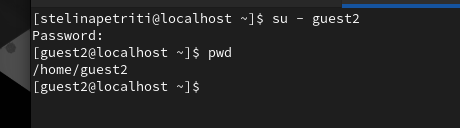 [stelinapetriti@localhost ~]$ su - guest2
Password:
[guest2@localhost ~]$ pwd
/home/guest2
[guest2@localhost ~]$